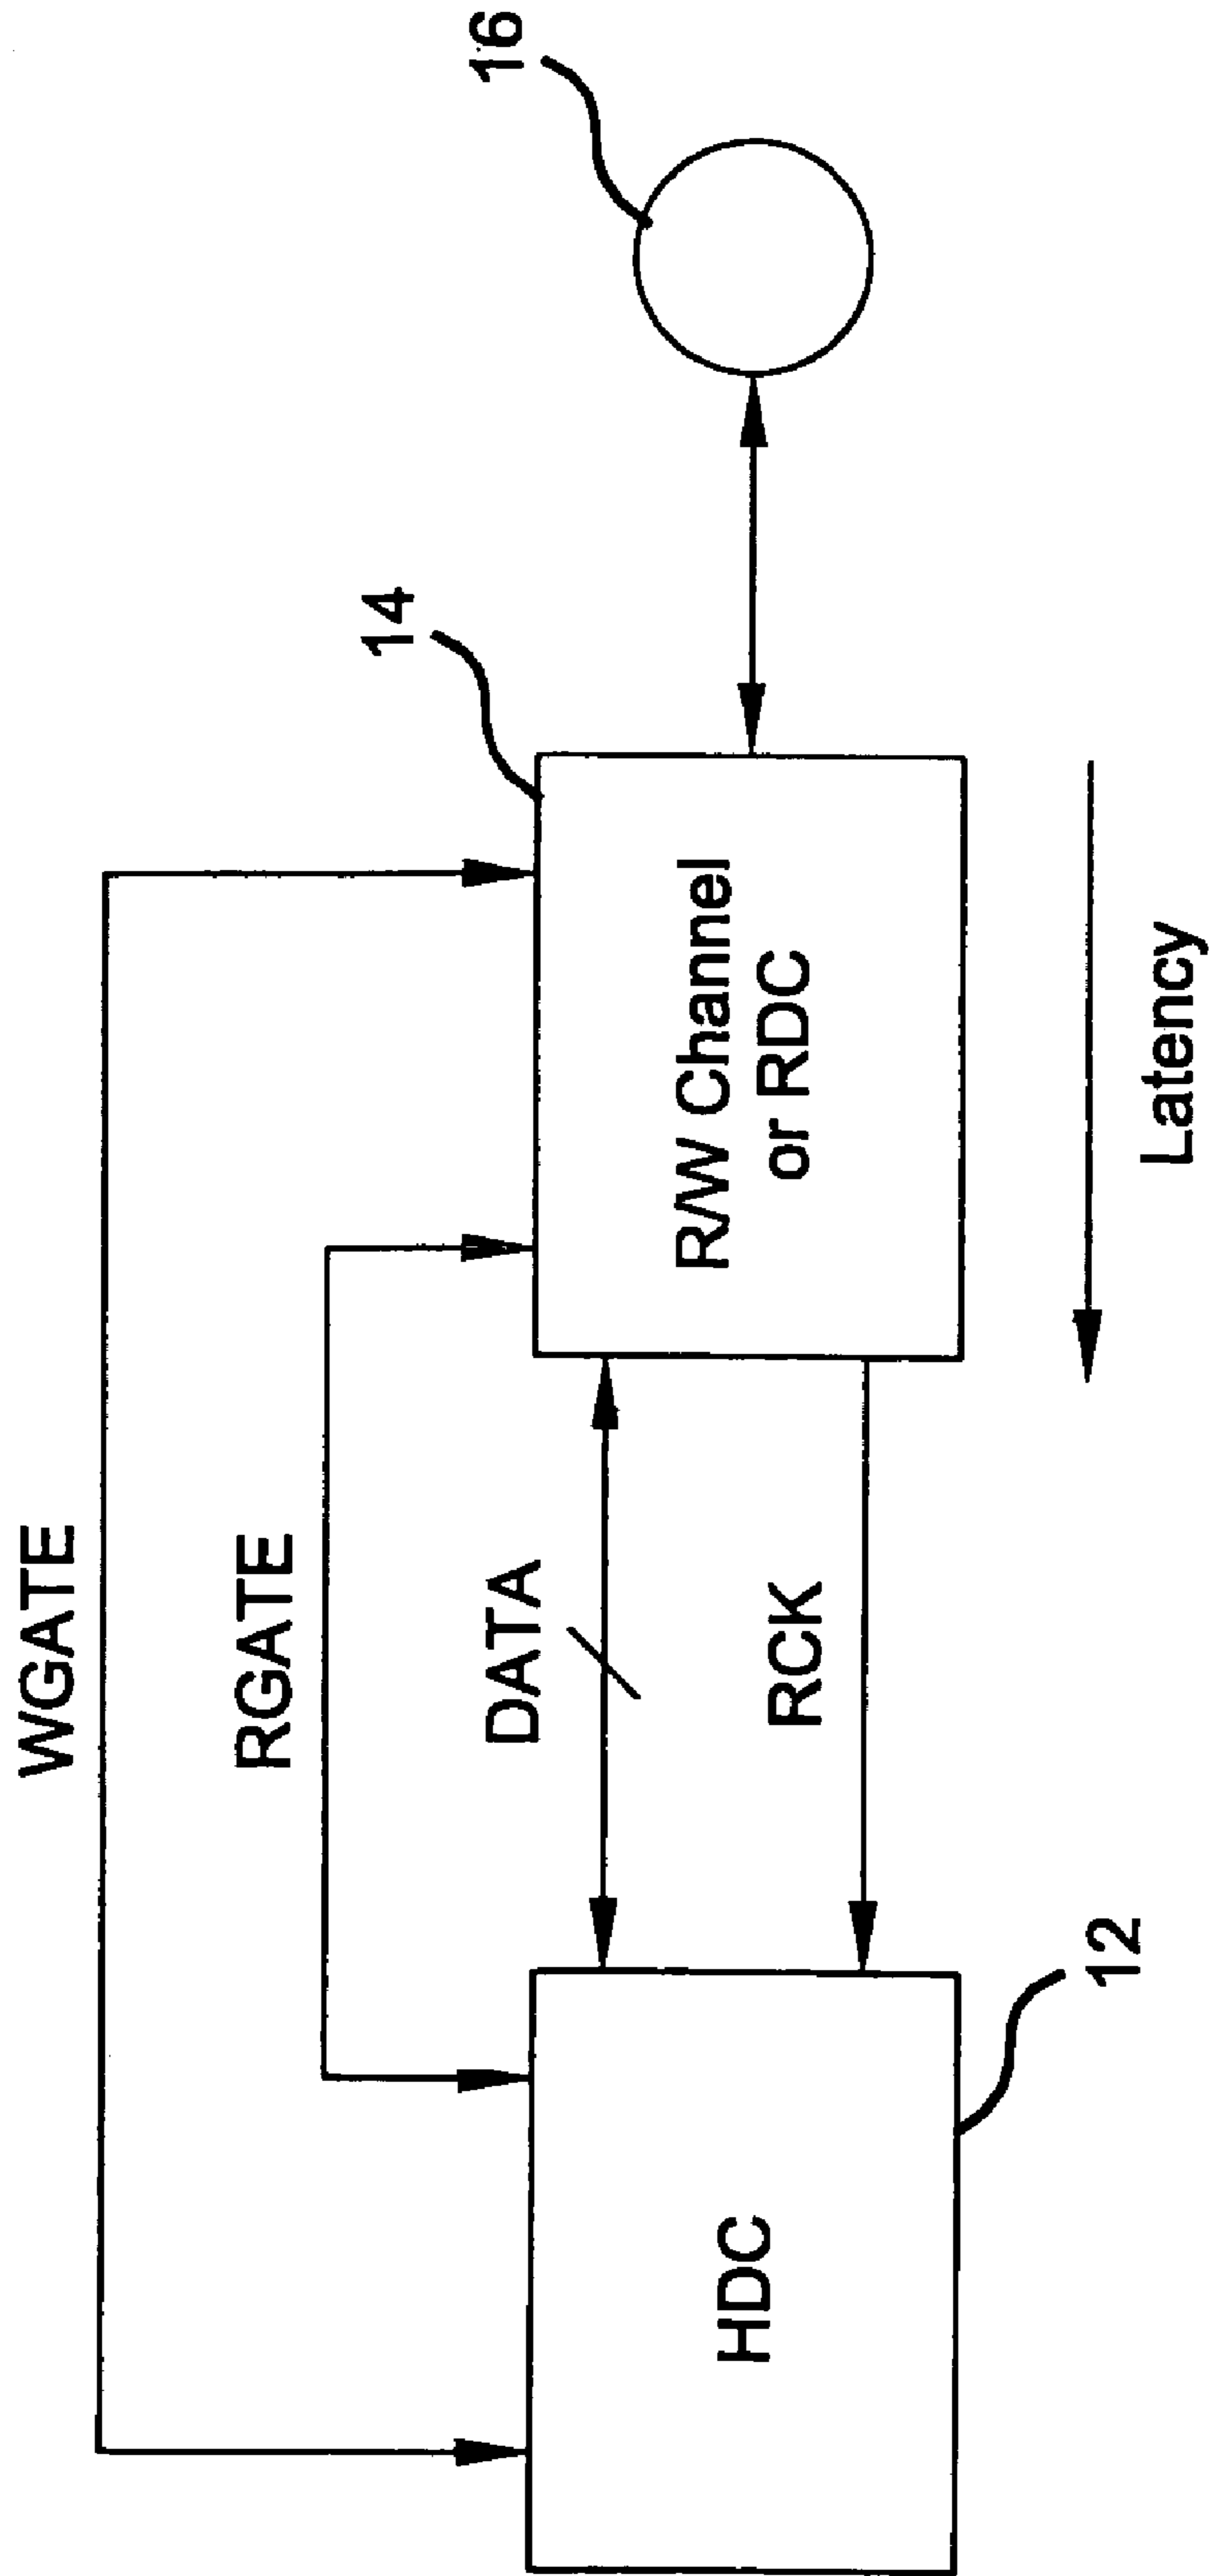 WGATE
RGATE
DATA
RCK
HDC
12
R/W Channel
or RDC
14
16
Latency